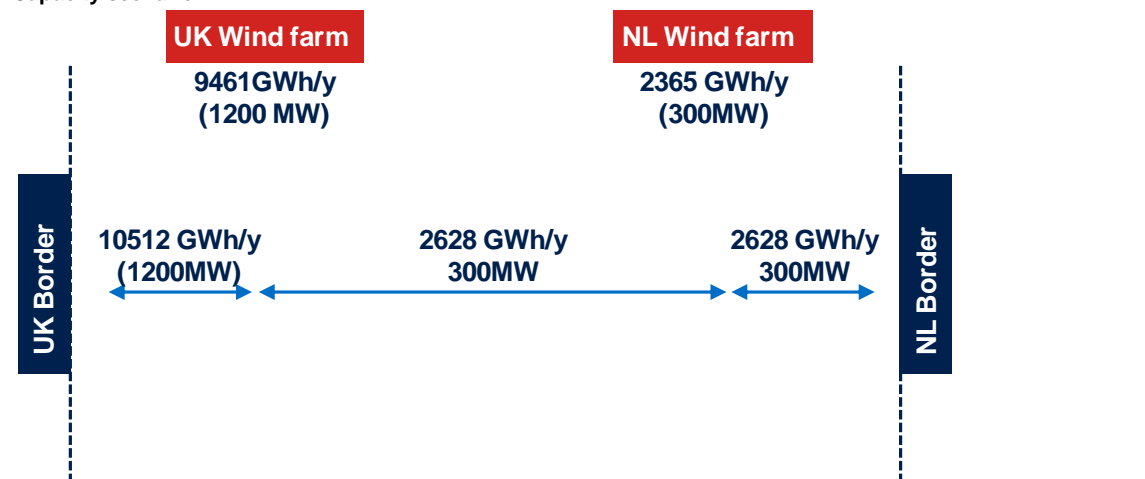 UK Wind farm
NL Wind farm
9461GWh/y
(1200 MW)
2365 GWh/y
(300MW)
UK Border
10512 GWh/y
(1200MW)
2628 GWh/y
300MW
2628 GWh/y
300MW
NL Border